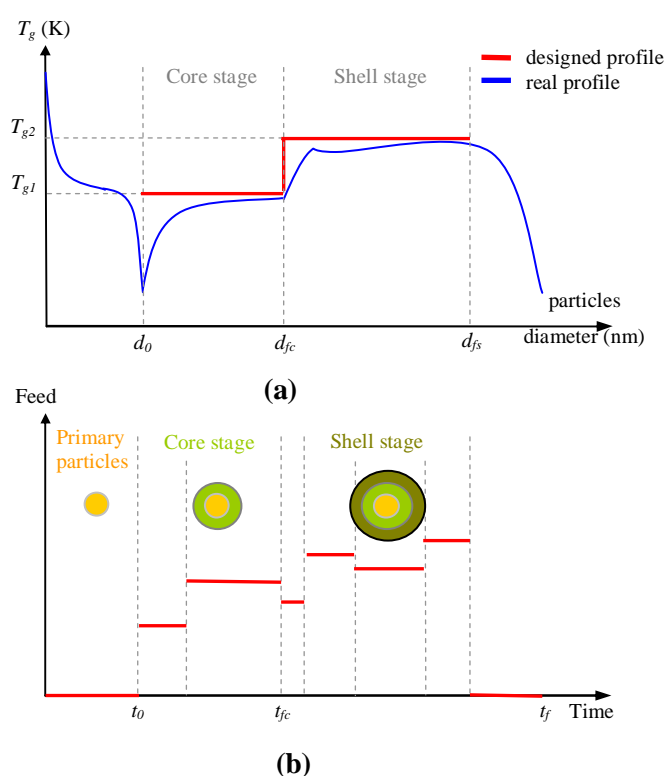 T_g (K)
Core stage
Shell stage
designed profile
real profile
T_g2
T_g1
particles
d_0
d_fc
d_fs
diameter (nm)
(a)
Feed
Primary
particles
Core stage
Shell stage
t_0
t_fc
t_f
Time
(b)